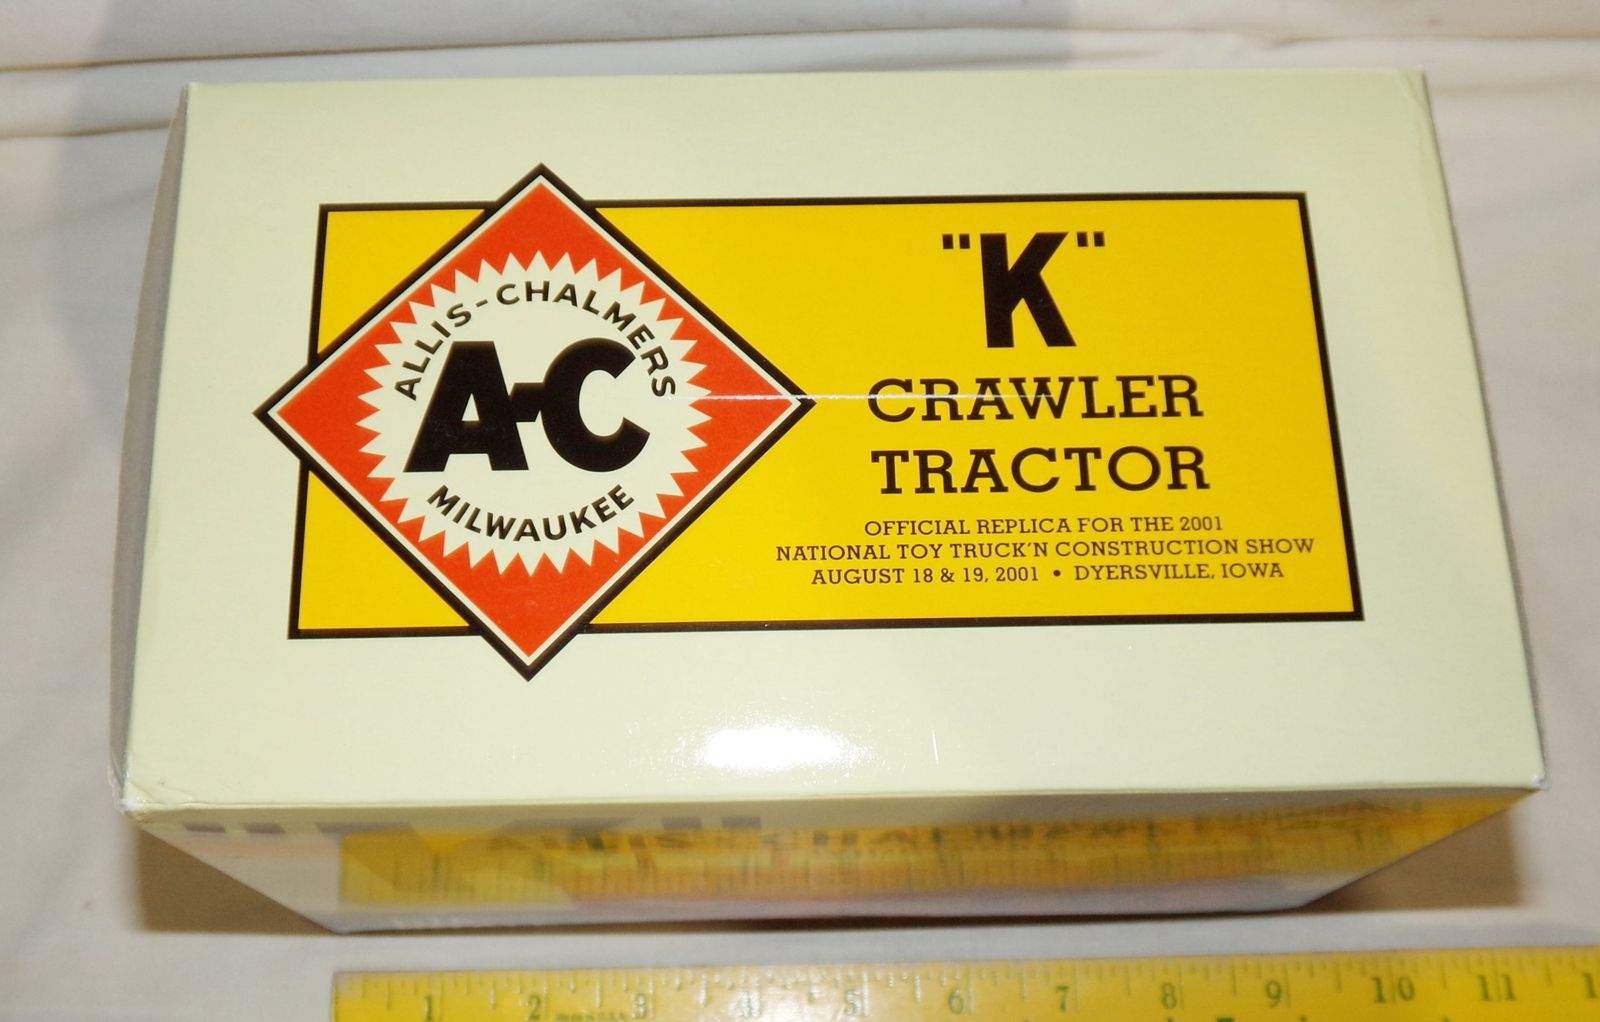 ALLIS-CHALMERS
A-C
MILWAUKEE
"K"
CRAWLER
TRACTOR
OFFICIAL REPLICA FOR THE 2001
NATIONAL TOY TRUCK'N CONSTRUCTION SHOW
AUGUST 18 & 19, 2001 • DYERSVILLE, IOWA
1 2 3 4 5 6 7 8 9 10 11